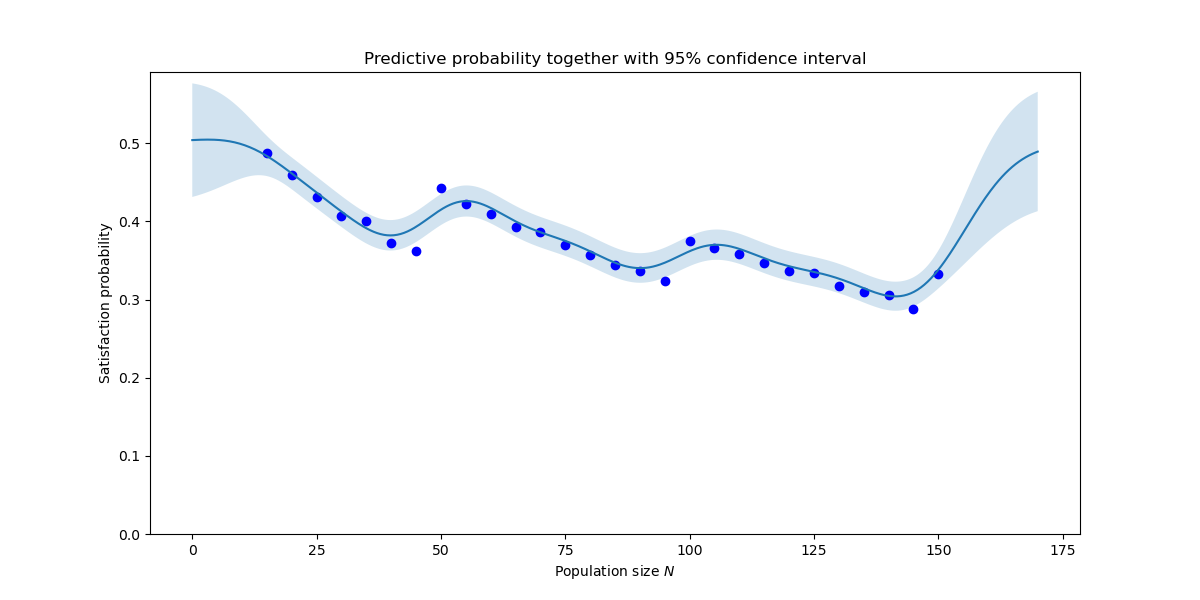 Predictive probability together with 95% confidence interval
Satisfaction probability
0.5
0.4
0.3
0.2
0.1
0.0
0 25 50 75 100 125 150 175
Population size N